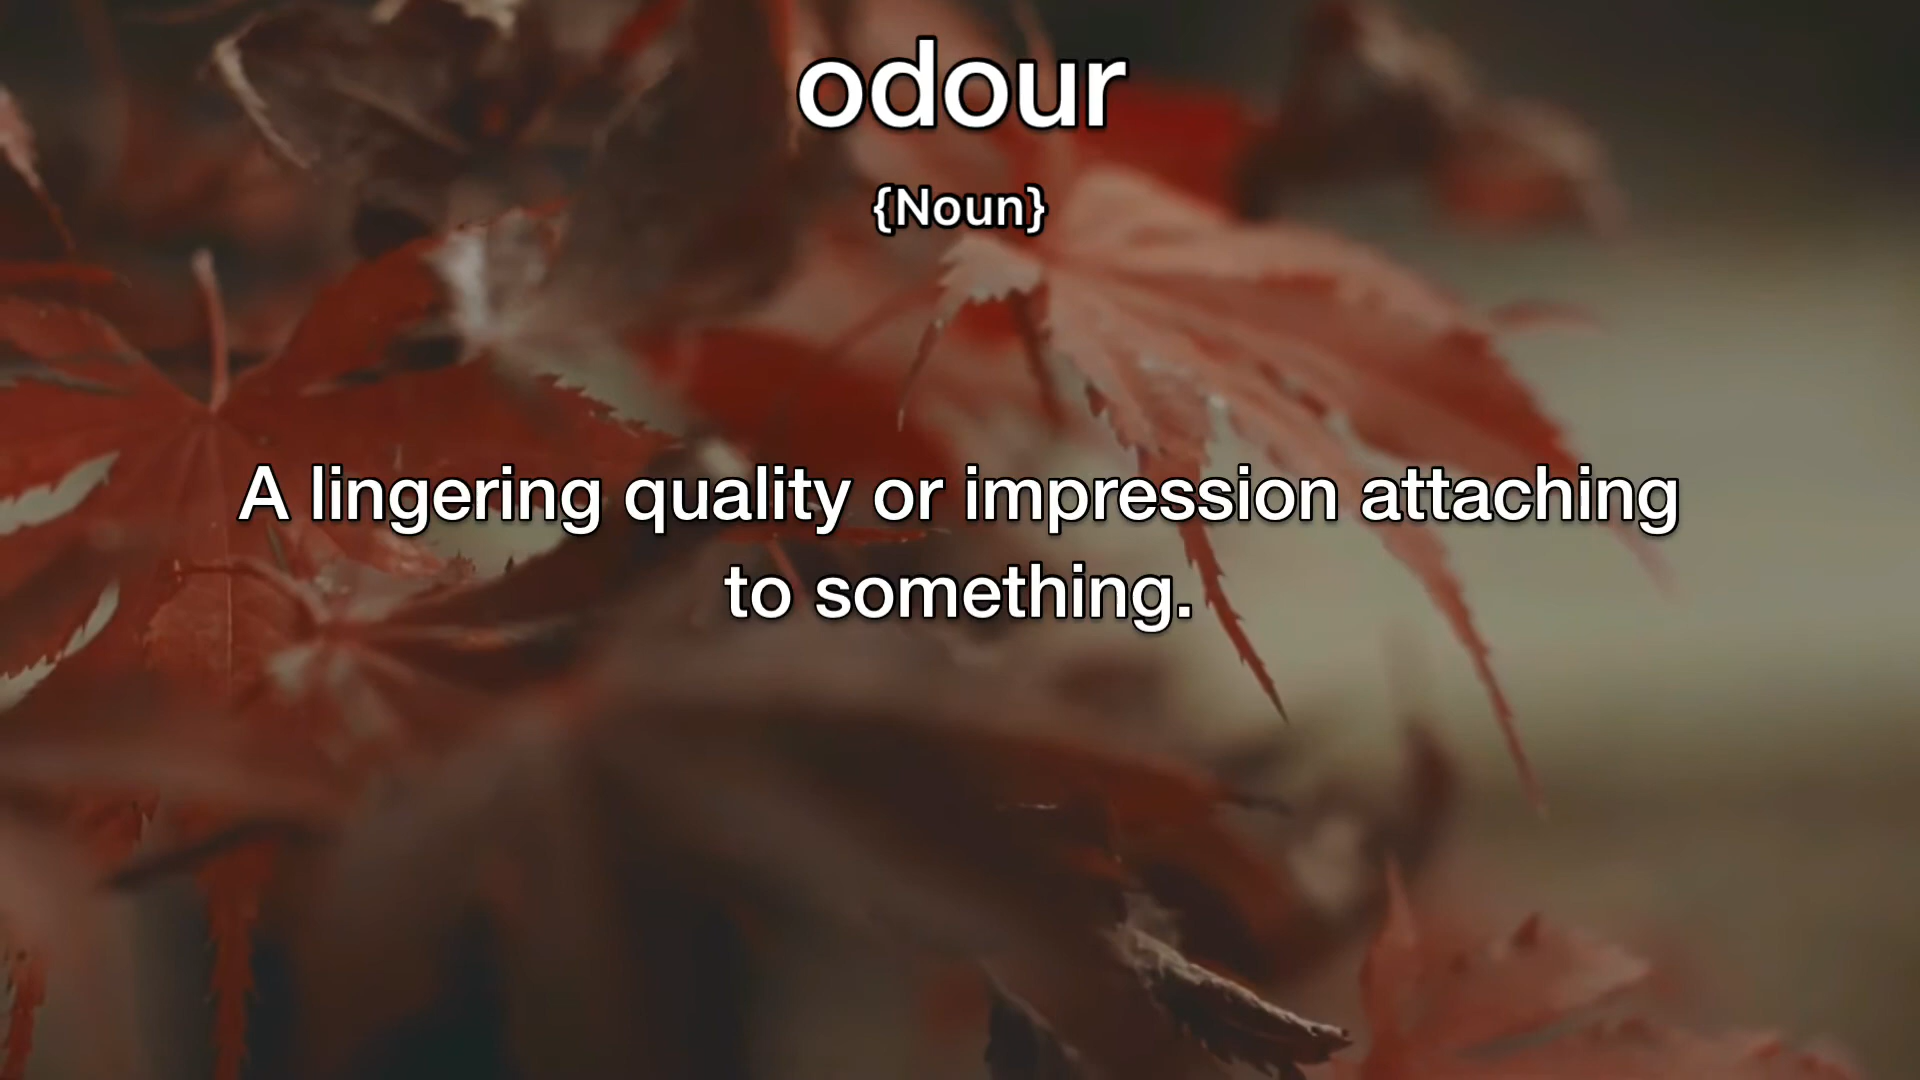 odour
{Noun}
A lingering quality or impression attaching
to something.